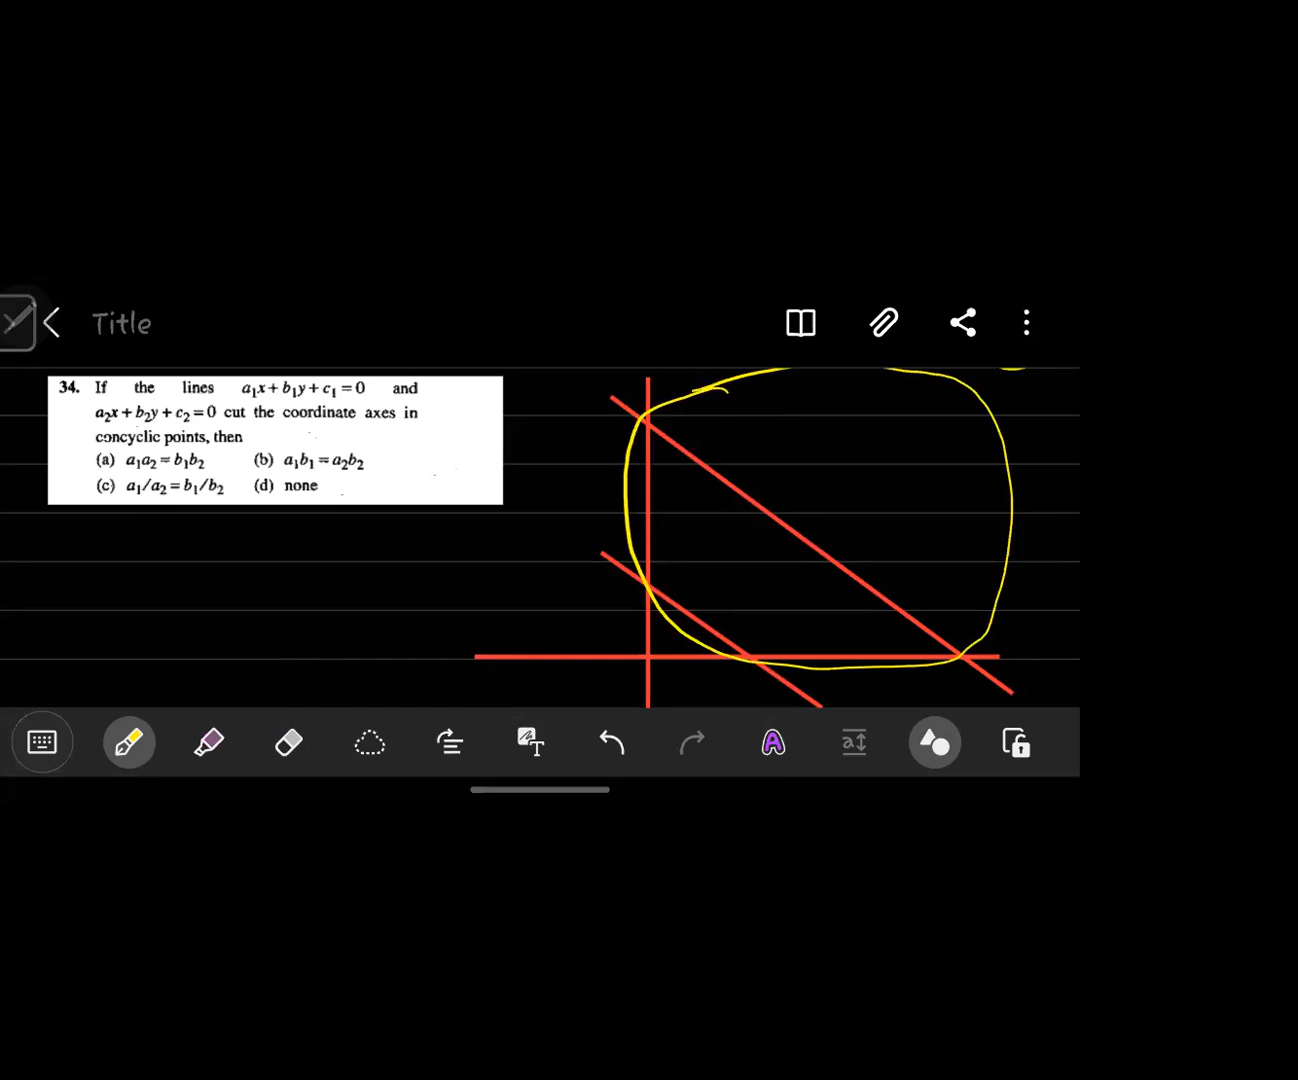 Title
34. If the lines a₁x + b₁y + c₁ = 0 and
a₂x + b₂y + c₂ = 0 cut the coordinate axes in
concyclic points, then
(a) a₁a₂ = b₁b₂ (b) a₁b₁ = a₂b₂
(c) a₁/a₂ = b₁/b₂ (d) none